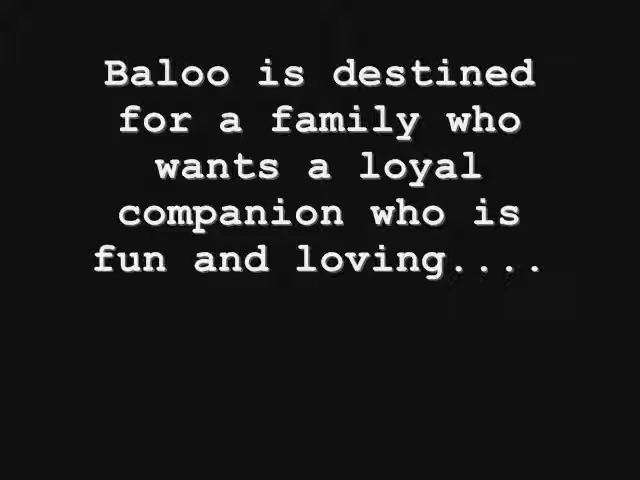 Baloo is destined
for a family who
wants a loyal
companion who is
fun and loving....